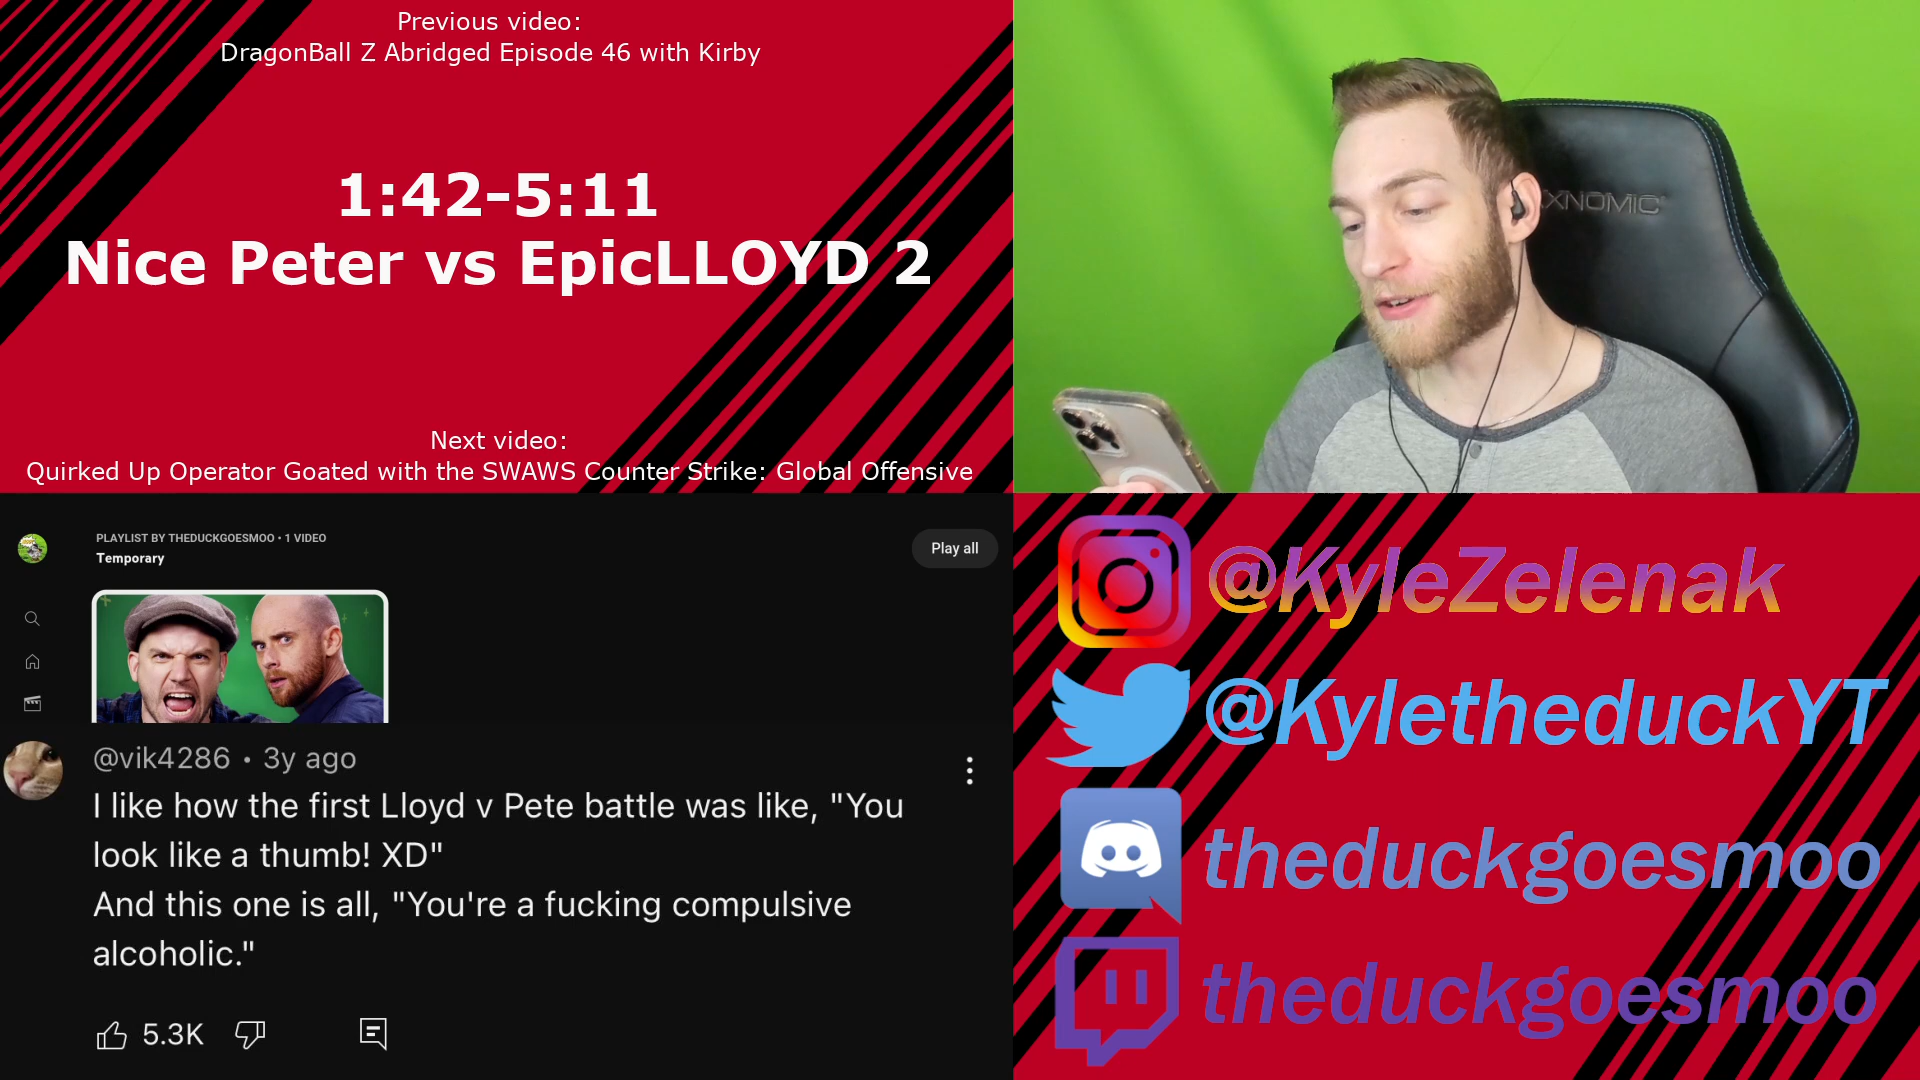 Previous video:
DragonBall Z Abridged Episode 46 with Kirby
1:42-5:11
Nice Peter vs EpicLLOYD 2
Next video:
Quirked Up Operator Goated with the SWAWS Counter Strike: Global Offensive
XNOMIC
PLAYLIST BY THEDUCKGOESMOO • 1 VIDEO
Temporary
Play all
@vik4286 • 3y ago
I like how the first Lloyd v Pete battle was like, "You
look like a thumb! XD"
And this one is all, "You're a fucking compulsive
alcoholic."
5.3K
@KyleZelenak
@KyletheduckYT
theduckgoesmoo
theduckgoesmoo